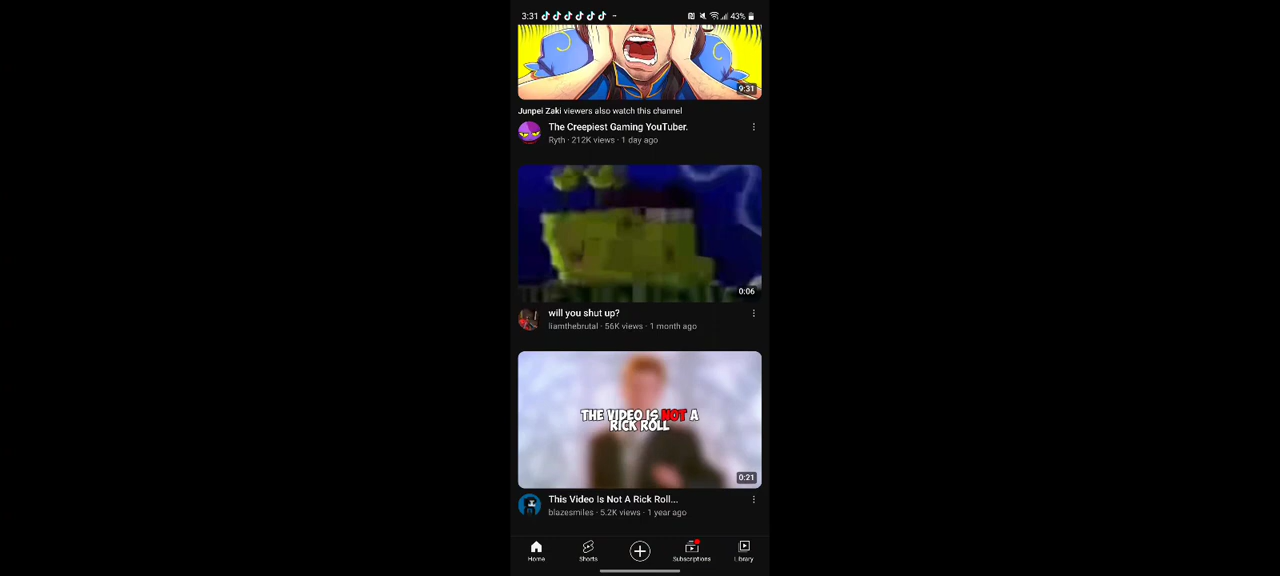 3:31
43%
9:31
Junpei Zaki viewers also watch this channel
The Creepiest Gaming YouTuber.
Ryth · 212K views · 1 day ago
0:06
will you shut up?
liamthebrutal · 56K views · 1 month ago
THE VIDEO IS NOT A
RICK ROLL
0:21
This Video Is Not A Rick Roll...
blazesmiles · 5.2K views · 1 year ago
Home
Shorts
Subscriptions
Library